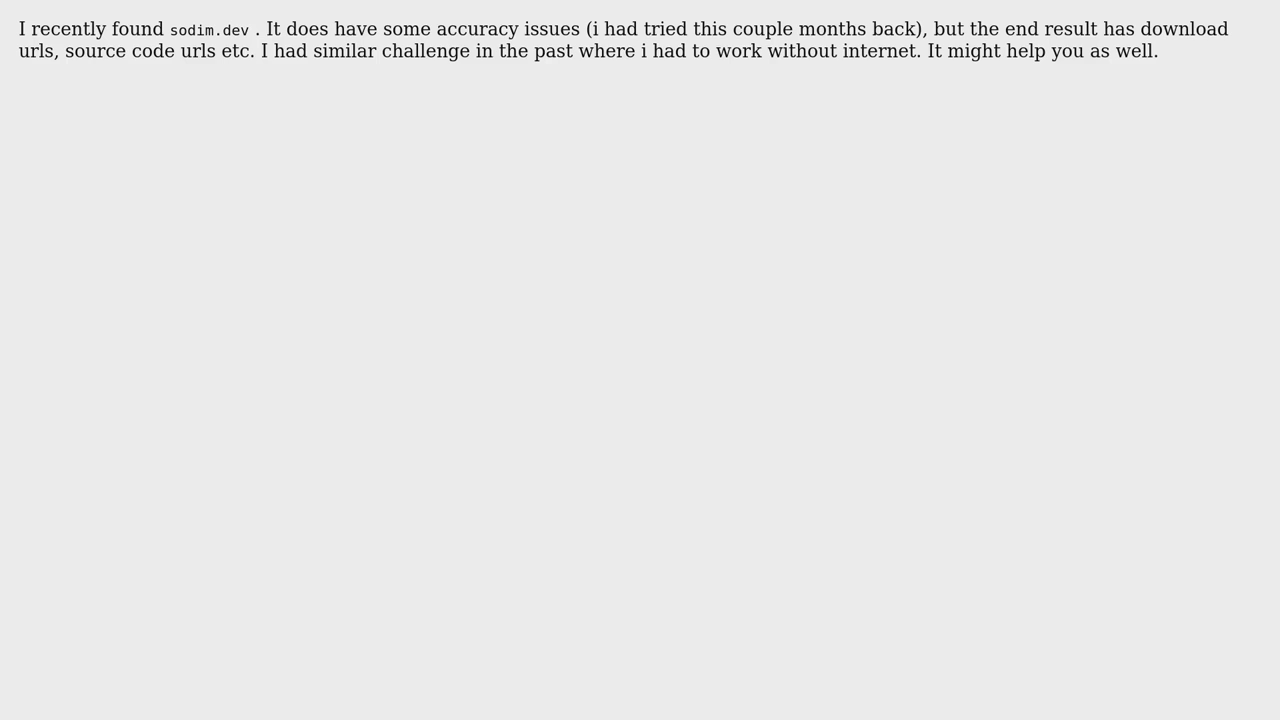 I recently found sodim.dev . It does have some accuracy issues (i had tried this couple months back), but the end result has download
urls, source code urls etc. I had similar challenge in the past where i had to work without internet. It might help you as well.